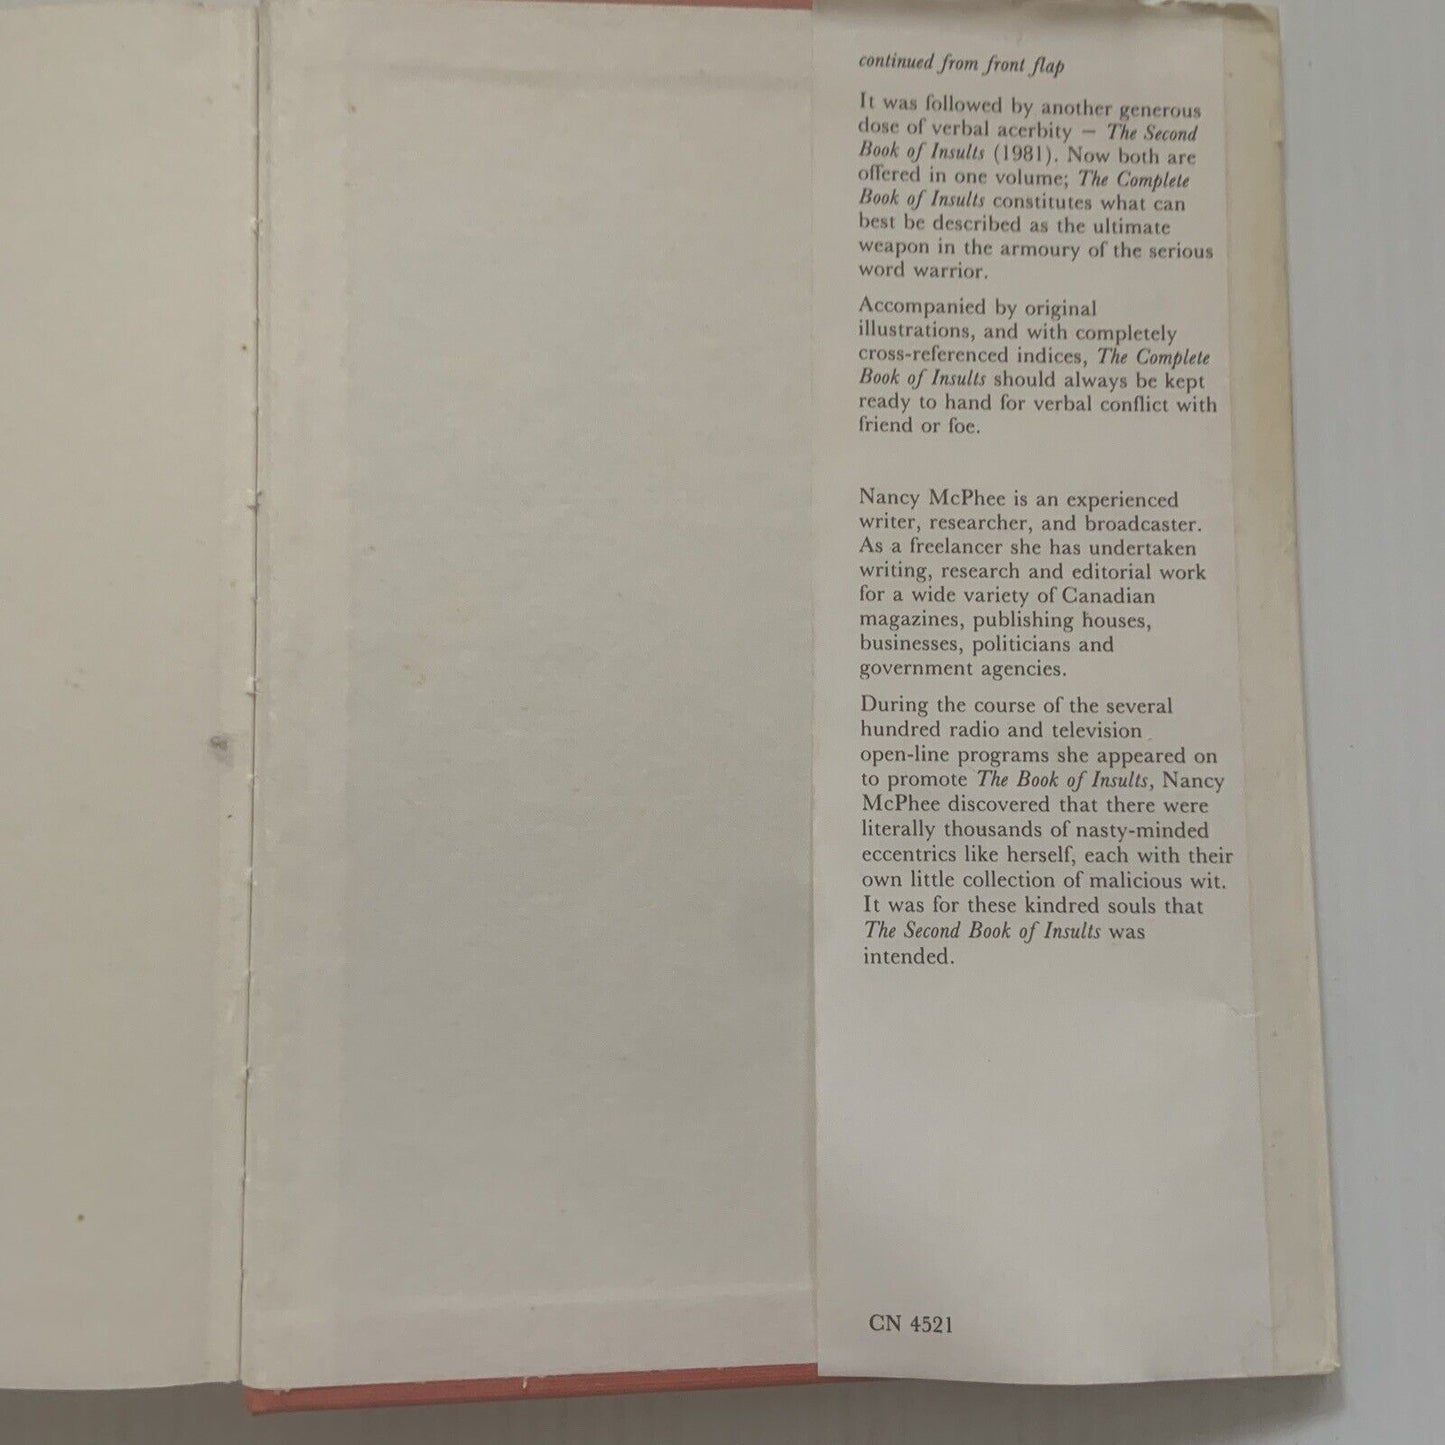 continued from front flap
It was followed by another generous
dose of verbal acerbity — The Second
Book of Insults (1981). Now both are
offered in one volume; The Complete
Book of Insults constitutes what can
best be described as the ultimate
weapon in the armoury of the serious
word warrior.
Accompanied by original
illustrations, and with completely
cross-referenced indices, The Complete
Book of Insults should always be kept
ready to hand for verbal conflict with
friend or foe.
Nancy McPhee is an experienced
writer, researcher, and broadcaster.
As a freelancer she has undertaken
writing, research and editorial work
for a wide variety of Canadian
magazines, publishing houses,
businesses, politicians and
government agencies.
During the course of the several
hundred radio and television
open-line programs she appeared on
to promote The Book of Insults, Nancy
McPhee discovered that there were
literally thousands of nasty-minded
eccentrics like herself, each with their
own little collection of malicious wit.
It was for these kindred souls that
The Second Book of Insults was
intended.
CN 4521